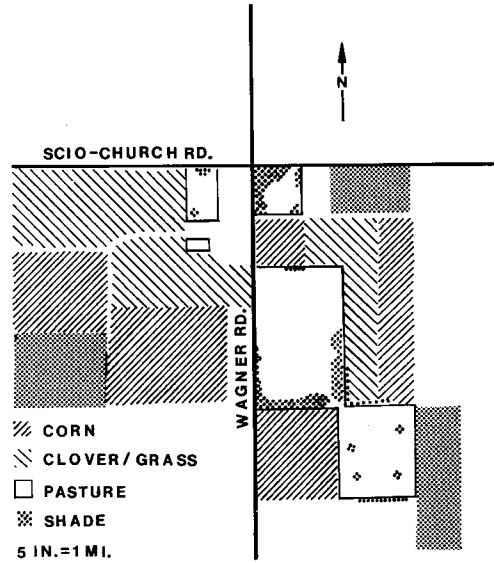 N
SCIO-CHURCH RD.
WAGNER RD.
CORN
CLOVER/GRASS
PASTURE
SHADE
5 IN.=1 MI.